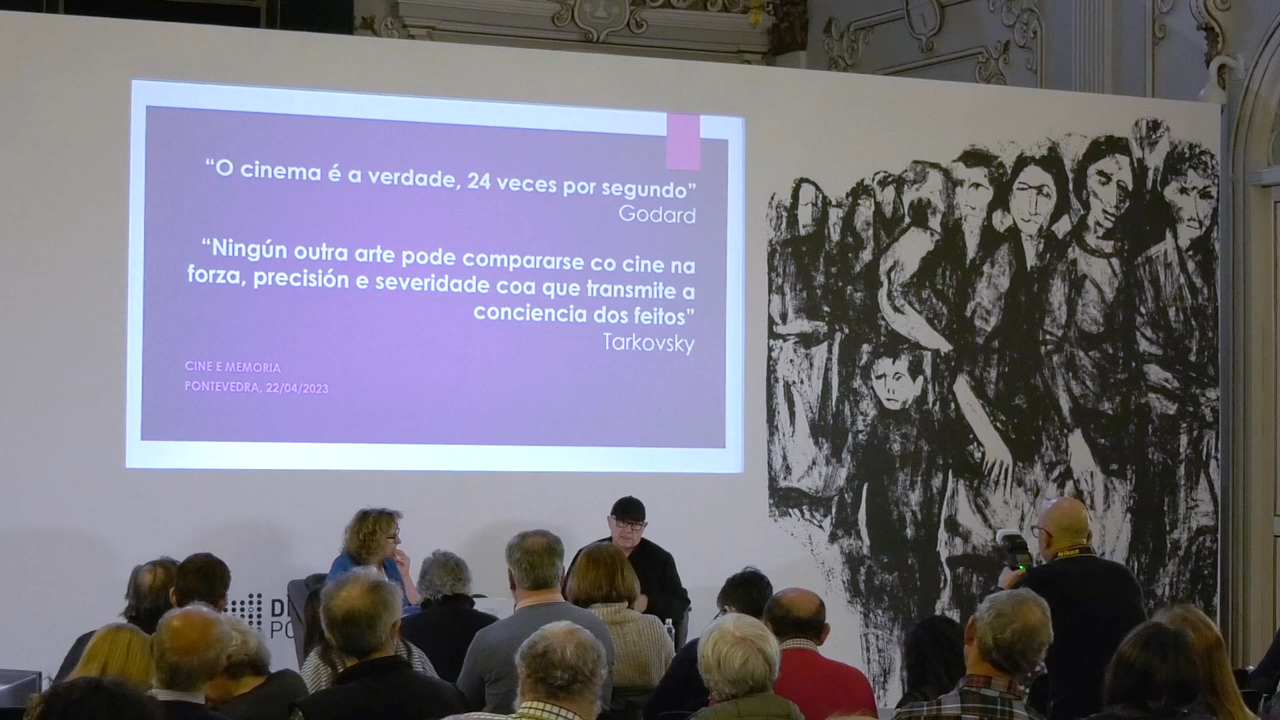 “O cinema é a verdade, 24 veces por segundo”
Godard
“Ningún outra arte pode compararse co cine na
forza, precisión e severidade coa que transmite a
conciencia dos feitos”
Tarkovsky
CINE E MEMORIA
PONTEVEDRA, 22/04/2023
Nikon